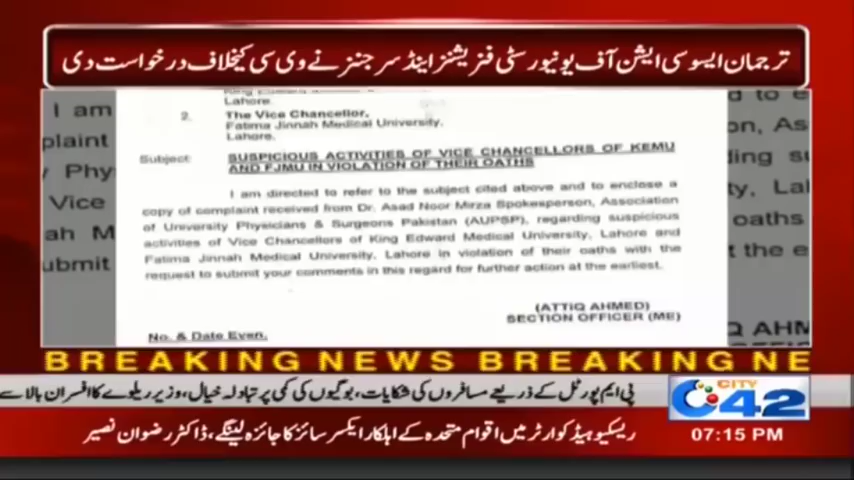 ترجمان ایسوسی ایشن آف یونیورسٹی فزیشنز اینڈ سرجنز نے وی سی کیخلاف درخواست دی
Lahore.
2. The Vice Chancellor,
Fatima Jinnah Medical University,
Lahore.
Subject: SUSPICIOUS ACTIVITIES OF VICE CHANCELLORS OF KEMU
AND FJMU IN VIOLATION OF THEIR OATHS
I am directed to refer to the subject cited above and to enclose a
copy of complaint received from Dr. Asad Noor Mirza Spokesperson, Association
of University Physicians & Surgeons Pakistan (AUPSP), regarding suspicious
activities of Vice Chancellors of King Edward Medical University, Lahore and
Fatima Jinnah Medical University, Lahore in violation of their oaths with the
request to submit your comments in this regard for further action at the earliest.
(ATTIQ AHMED)
SECTION OFFICER (ME)
No. & Date Even.
BREAKING NEWS BREAKING NE
پی ایم پورٹل کے ذریعے مسافروں کی شکایات، بوگیوں کی کمی پر تبادلہ خیال، وزیر ریلوے کا افسران بالا سے
CITY
42
ریسکیو ہیڈ کوارٹر میں اقوام متحدہ کے اہلکار ایکسرسائز کا جائزہ لینگے، ڈاکٹر رضوان نصیر
07:15 PM